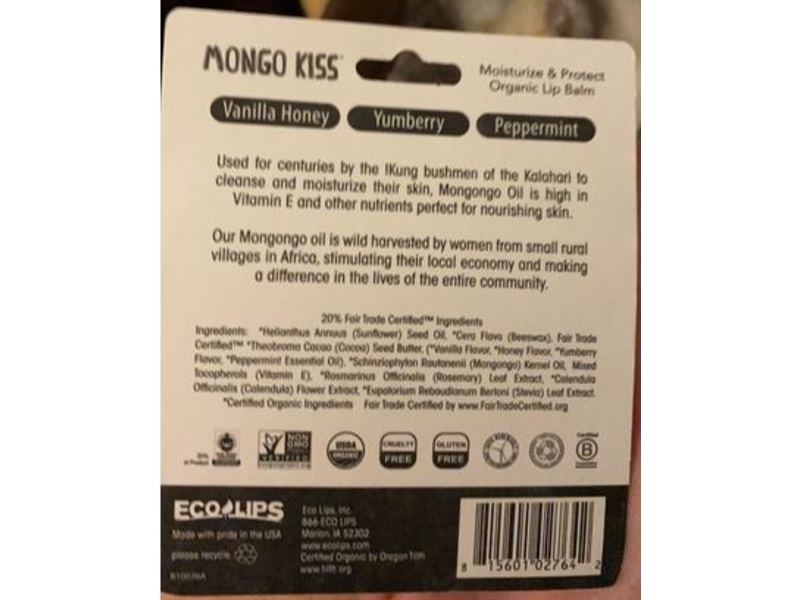 MONGO KISS™
Moisturize & Protect
Organic Lip Balm
Vanilla Honey
Yumberry
Peppermint
Used for centuries by the !Kung bushmen of the Kalahari to
cleanse and moisturize their skin, Mongongo Oil is high in
Vitamin E and other nutrients perfect for nourishing skin.
Our Mongongo oil is wild harvested by women from small rural
villages in Africa, stimulating their local economy and making
a difference in the lives of the entire community.
20% Fair Trade Certified™ Ingredients
Ingredients: *Helianthus Annuus (Sunflower) Seed Oil, *Cera Flava (Beeswax), Fair Trade
Certified™ *Theobroma Cacao (Cocoa) Seed Butter, (*Vanilla Flavor, *Honey Flavor, *Yumberry
Flavor, *Peppermint Essential Oil), *Schinziophyton Rautanenii (Mongongo) Kernel Oil, Mixed
Tocopherols (Vitamin E), *Rosmarinus Officinalis (Rosemary) Leaf Extract, *Calendula
Officinalis (Calendula) Flower Extract, *Eupatorium Rebaudianum Bertoni (Stevia) Leaf Extract.
*Certified Organic Ingredients Fair Trade Certified by www.FairTradeCertified.org
NON
GMO
VERIFIED
USDA
ORGANIC
CRUELTY
FREE
GLUTEN
FREE
Certified
B
ECO LIPS
Made with pride in the USA
please recycle
Eco Lips, Inc.
866-ECO LIPS
Marion, IA 52302
www.ecolips.com
Certified Organic by Oregon Tilth
www.tilth.org
8 15601 02764 2